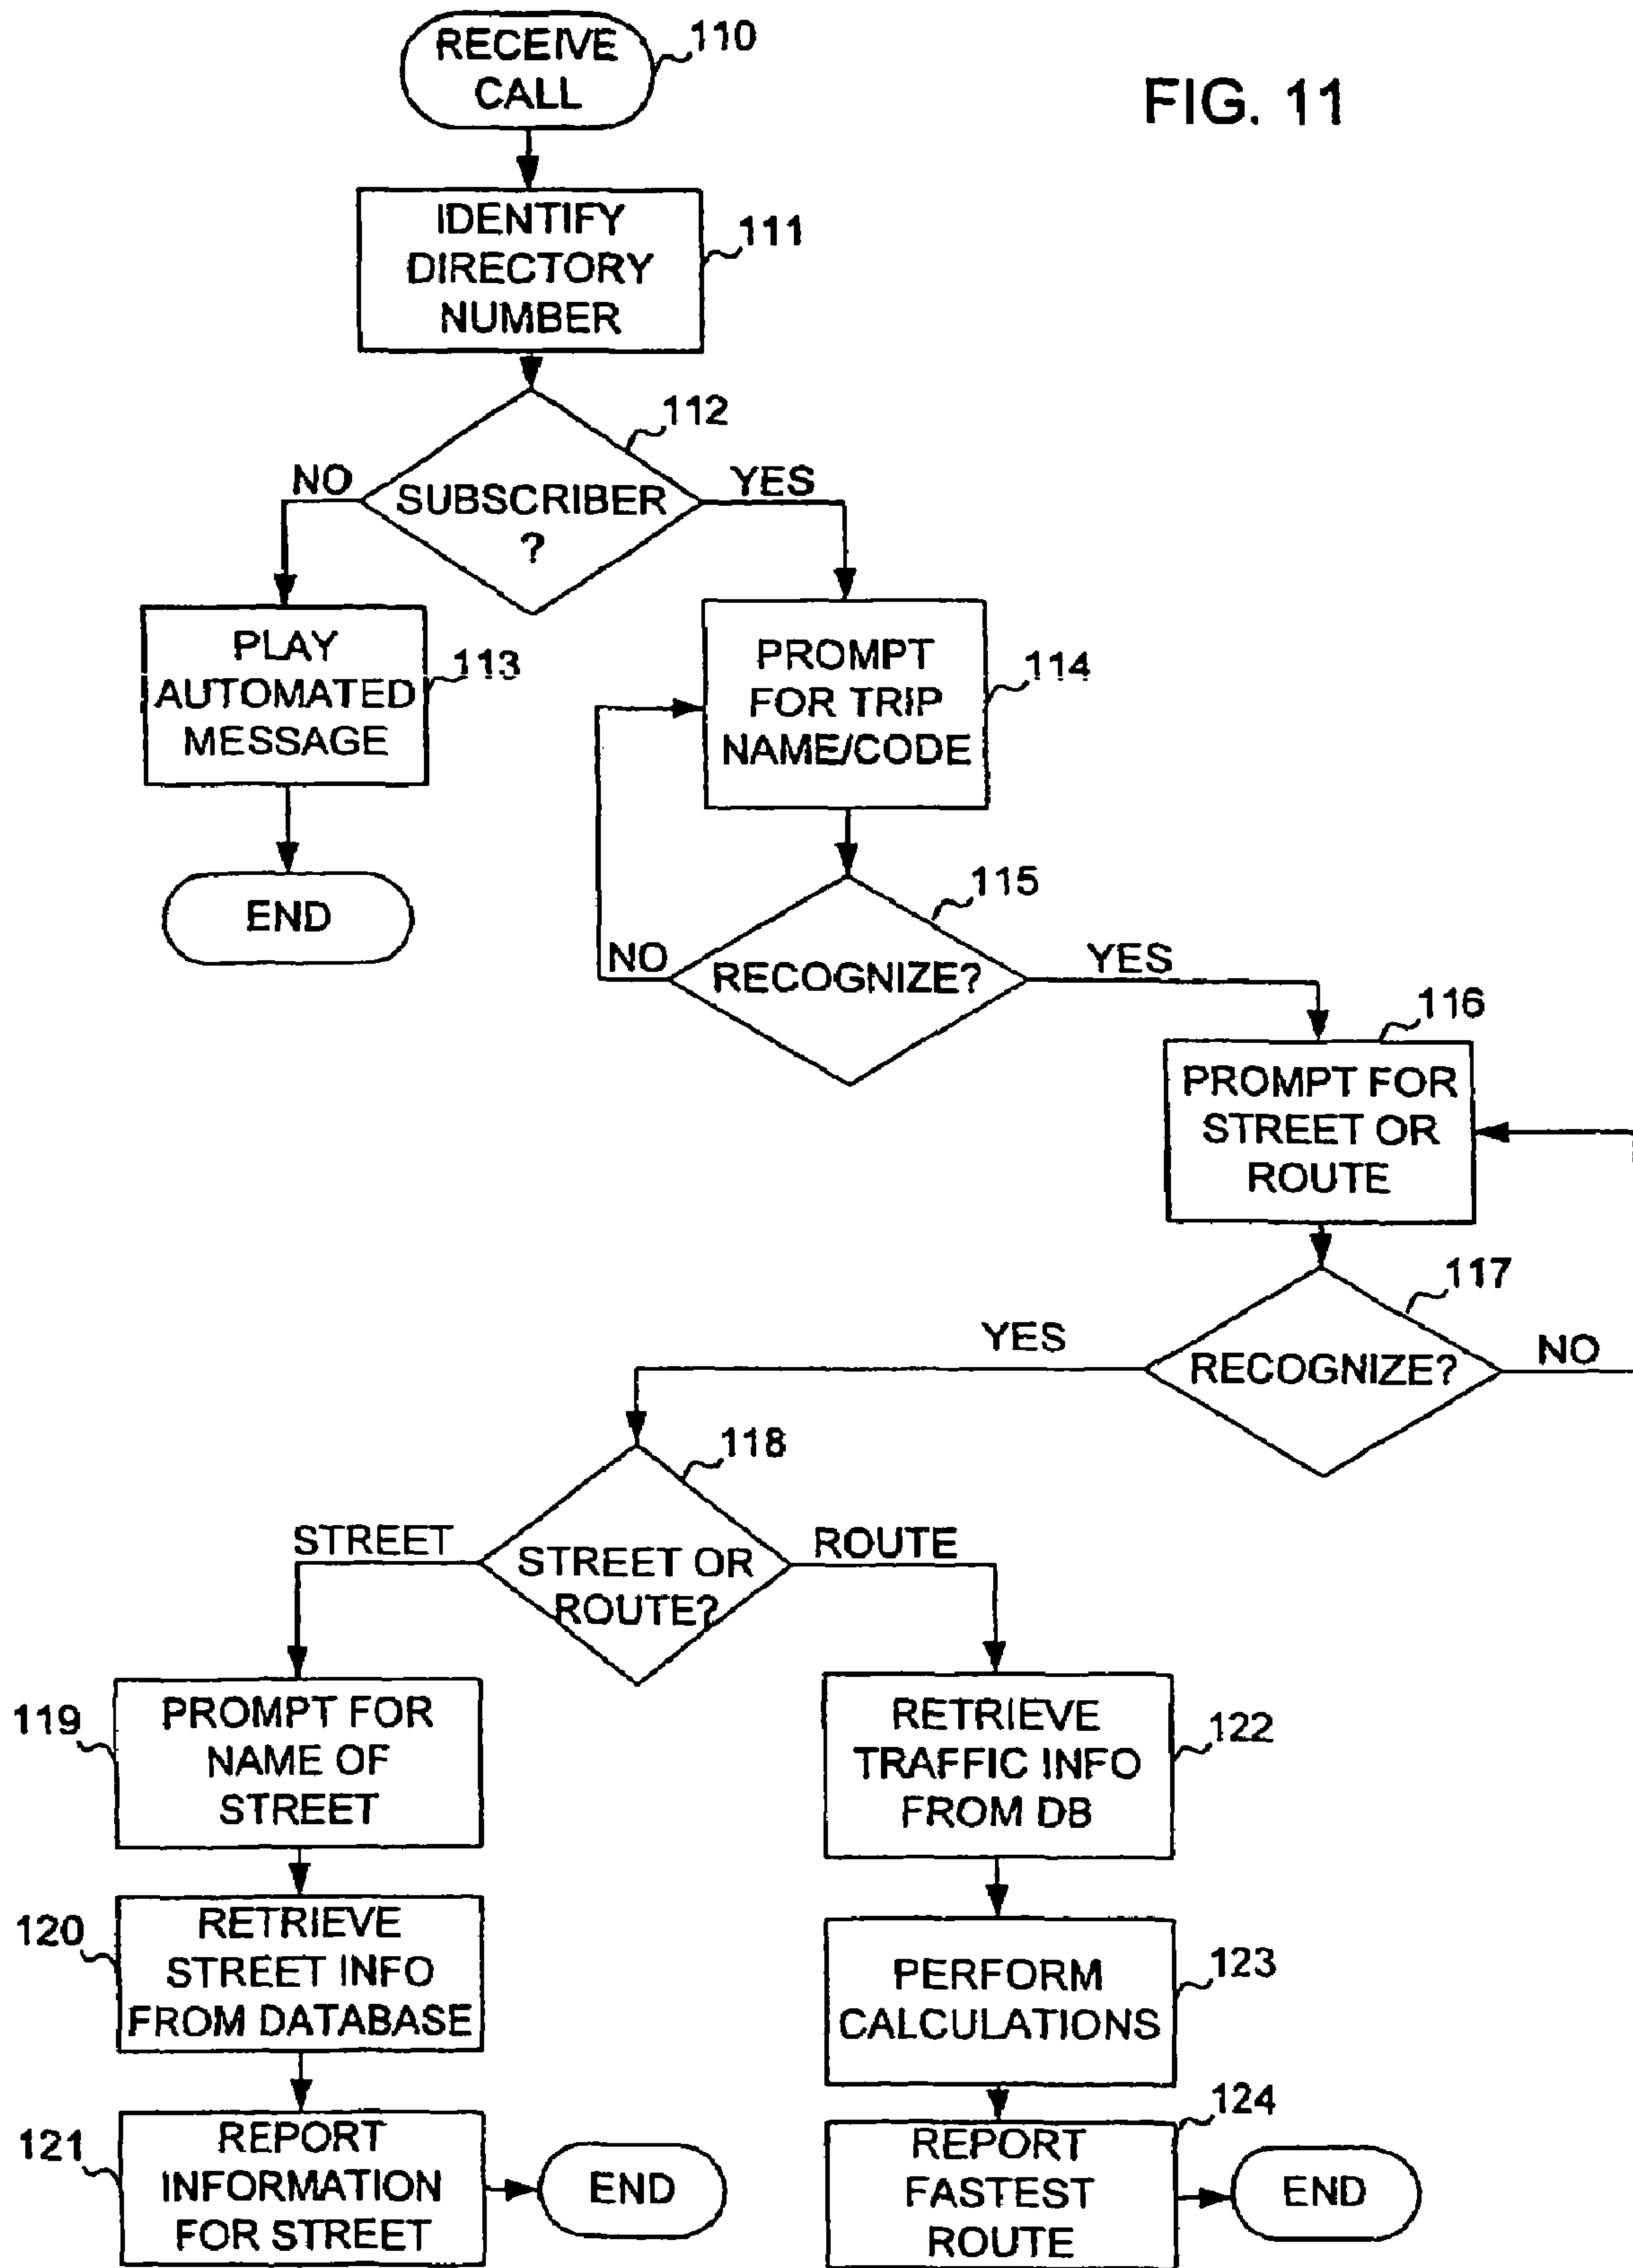 RECEIVE
CALL
110
FIG. 11
IDENTIFY
DIRECTORY
NUMBER
111
112
NO
SUBSCRIBER
?
YES
PLAY
AUTOMATED
MESSAGE
113
PROMPT
FOR TRIP
NAME/CODE
114
END
115
NO
RECOGNIZE?
YES
116
PROMPT FOR
STREET OR
ROUTE
117
YES
RECOGNIZE?
NO
118
STREET
STREET OR
ROUTE?
ROUTE
119
PROMPT FOR
NAME OF
STREET
RETRIEVE
TRAFFIC INFO
FROM DB
122
120
RETRIEVE
STREET INFO
FROM DATABASE
PERFORM
CALCULATIONS
123
121
REPORT
INFORMATION
FOR STREET
END
124
REPORT
FASTEST
ROUTE
END